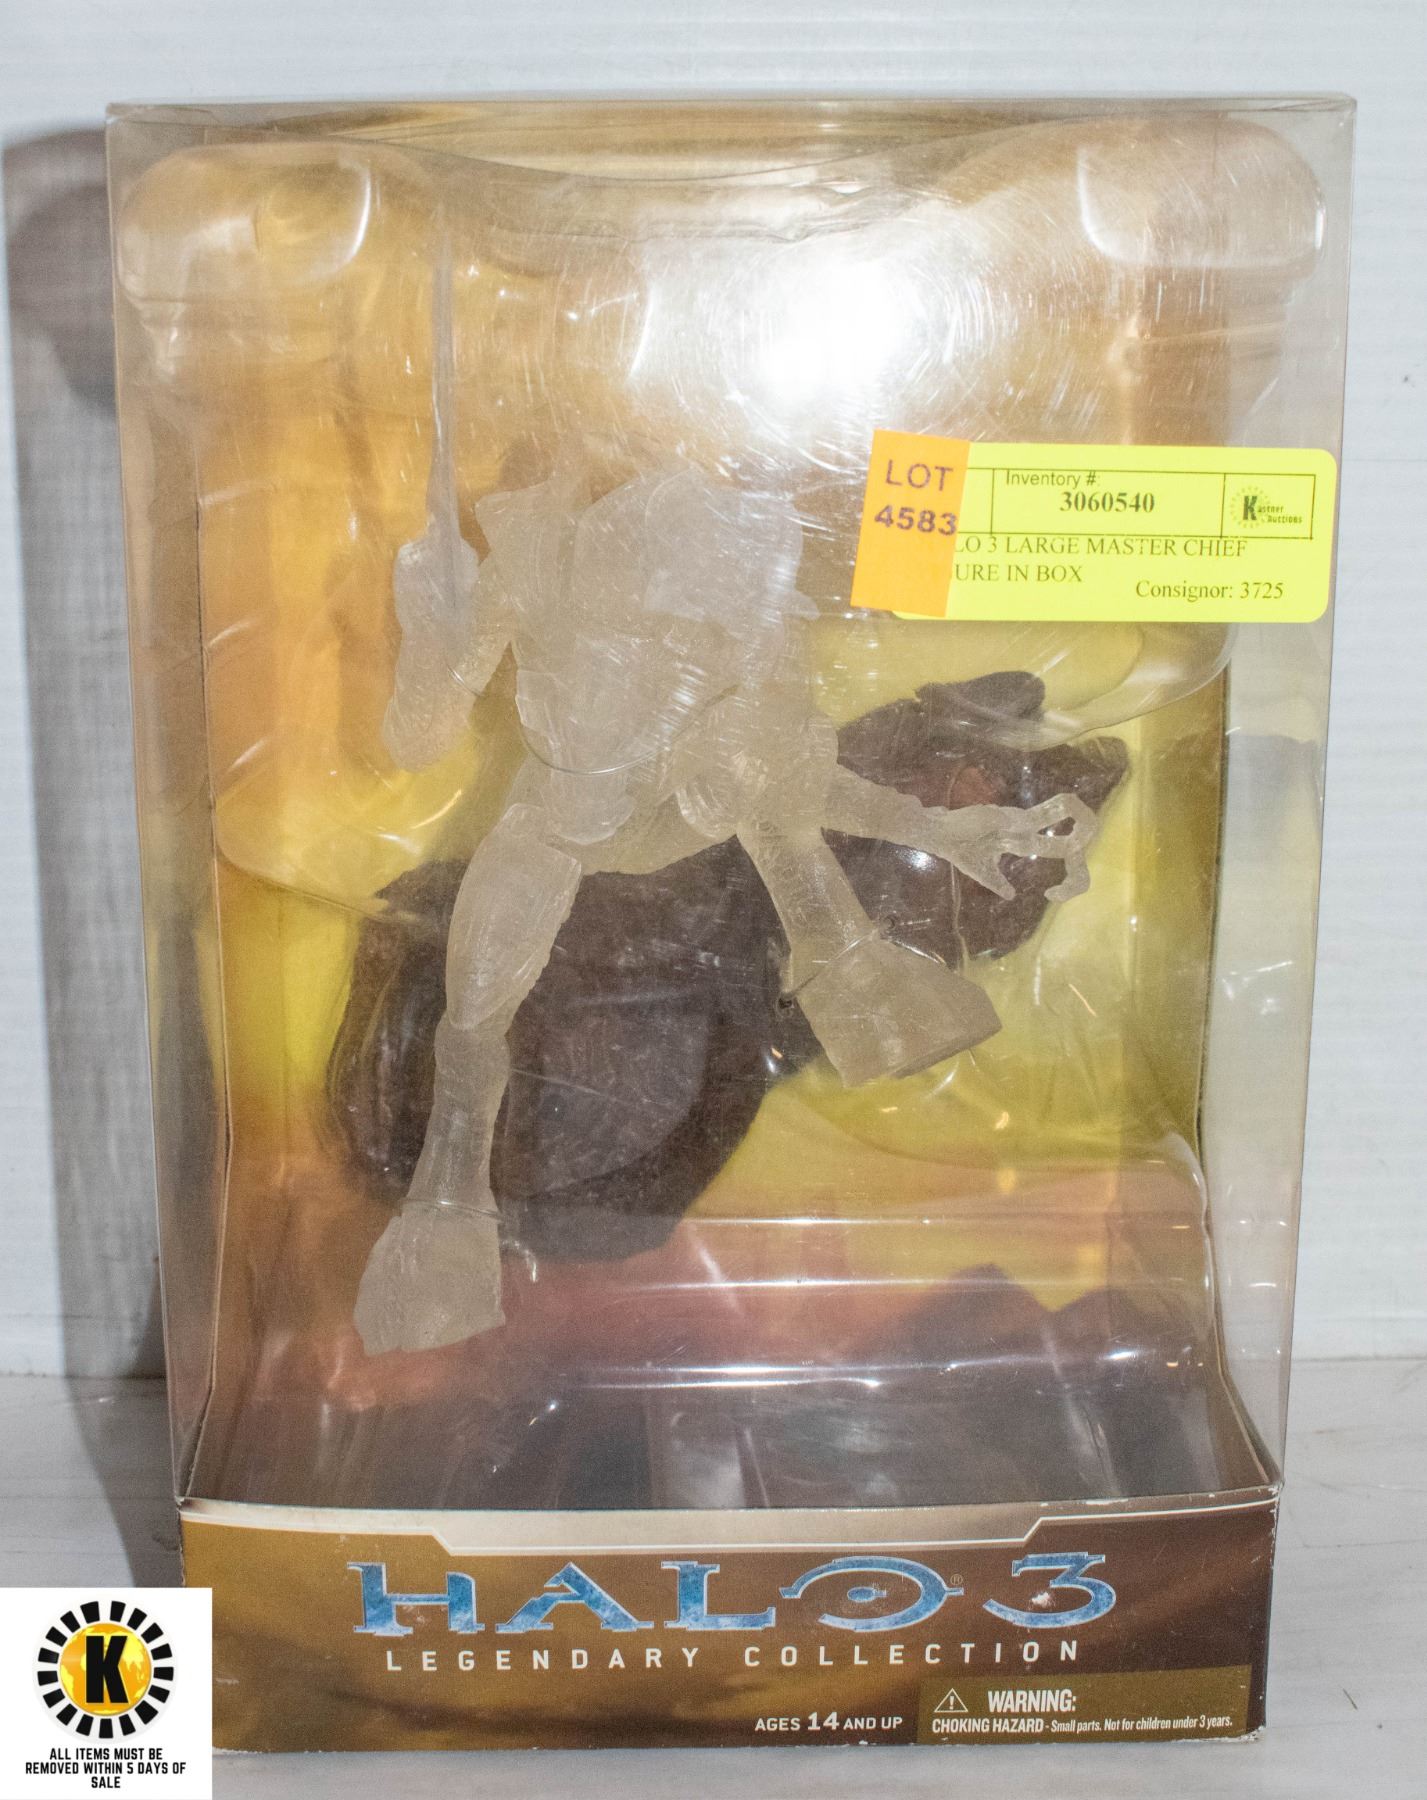 LOT
4583
Inventory #:
3060540
Kastner
Auctions
LO 3 LARGE MASTER CHIEF
URE IN BOX
Consignor: 3725
HALO 3
®
LEGENDARY COLLECTION
AGES 14 AND UP
WARNING:
CHOKING HAZARD - Small parts. Not for children under 3 years.
K
ALL ITEMS MUST BE
REMOVED WITHIN 5 DAYS OF
SALE